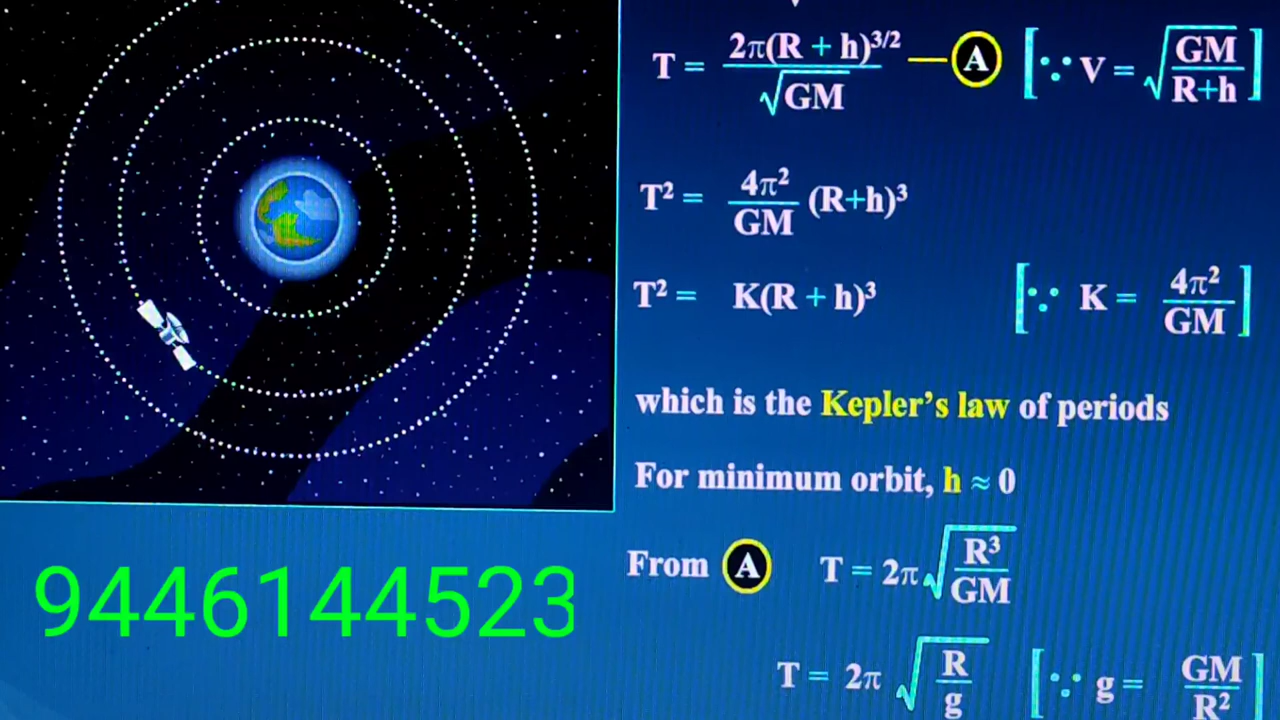 T = 2π(R + h)^3/2 / √GM — A [∵ V = √GM / R+h ]
T² = 4π² / GM (R+h)³
T² = K(R + h)³ [∵ K = 4π² / GM ]
which is the Kepler's law of periods
For minimum orbit, h ≈ 0
From A T = 2π √R³ / GM
T = 2π √R / g [∵ g = GM / R² ]
9446144523